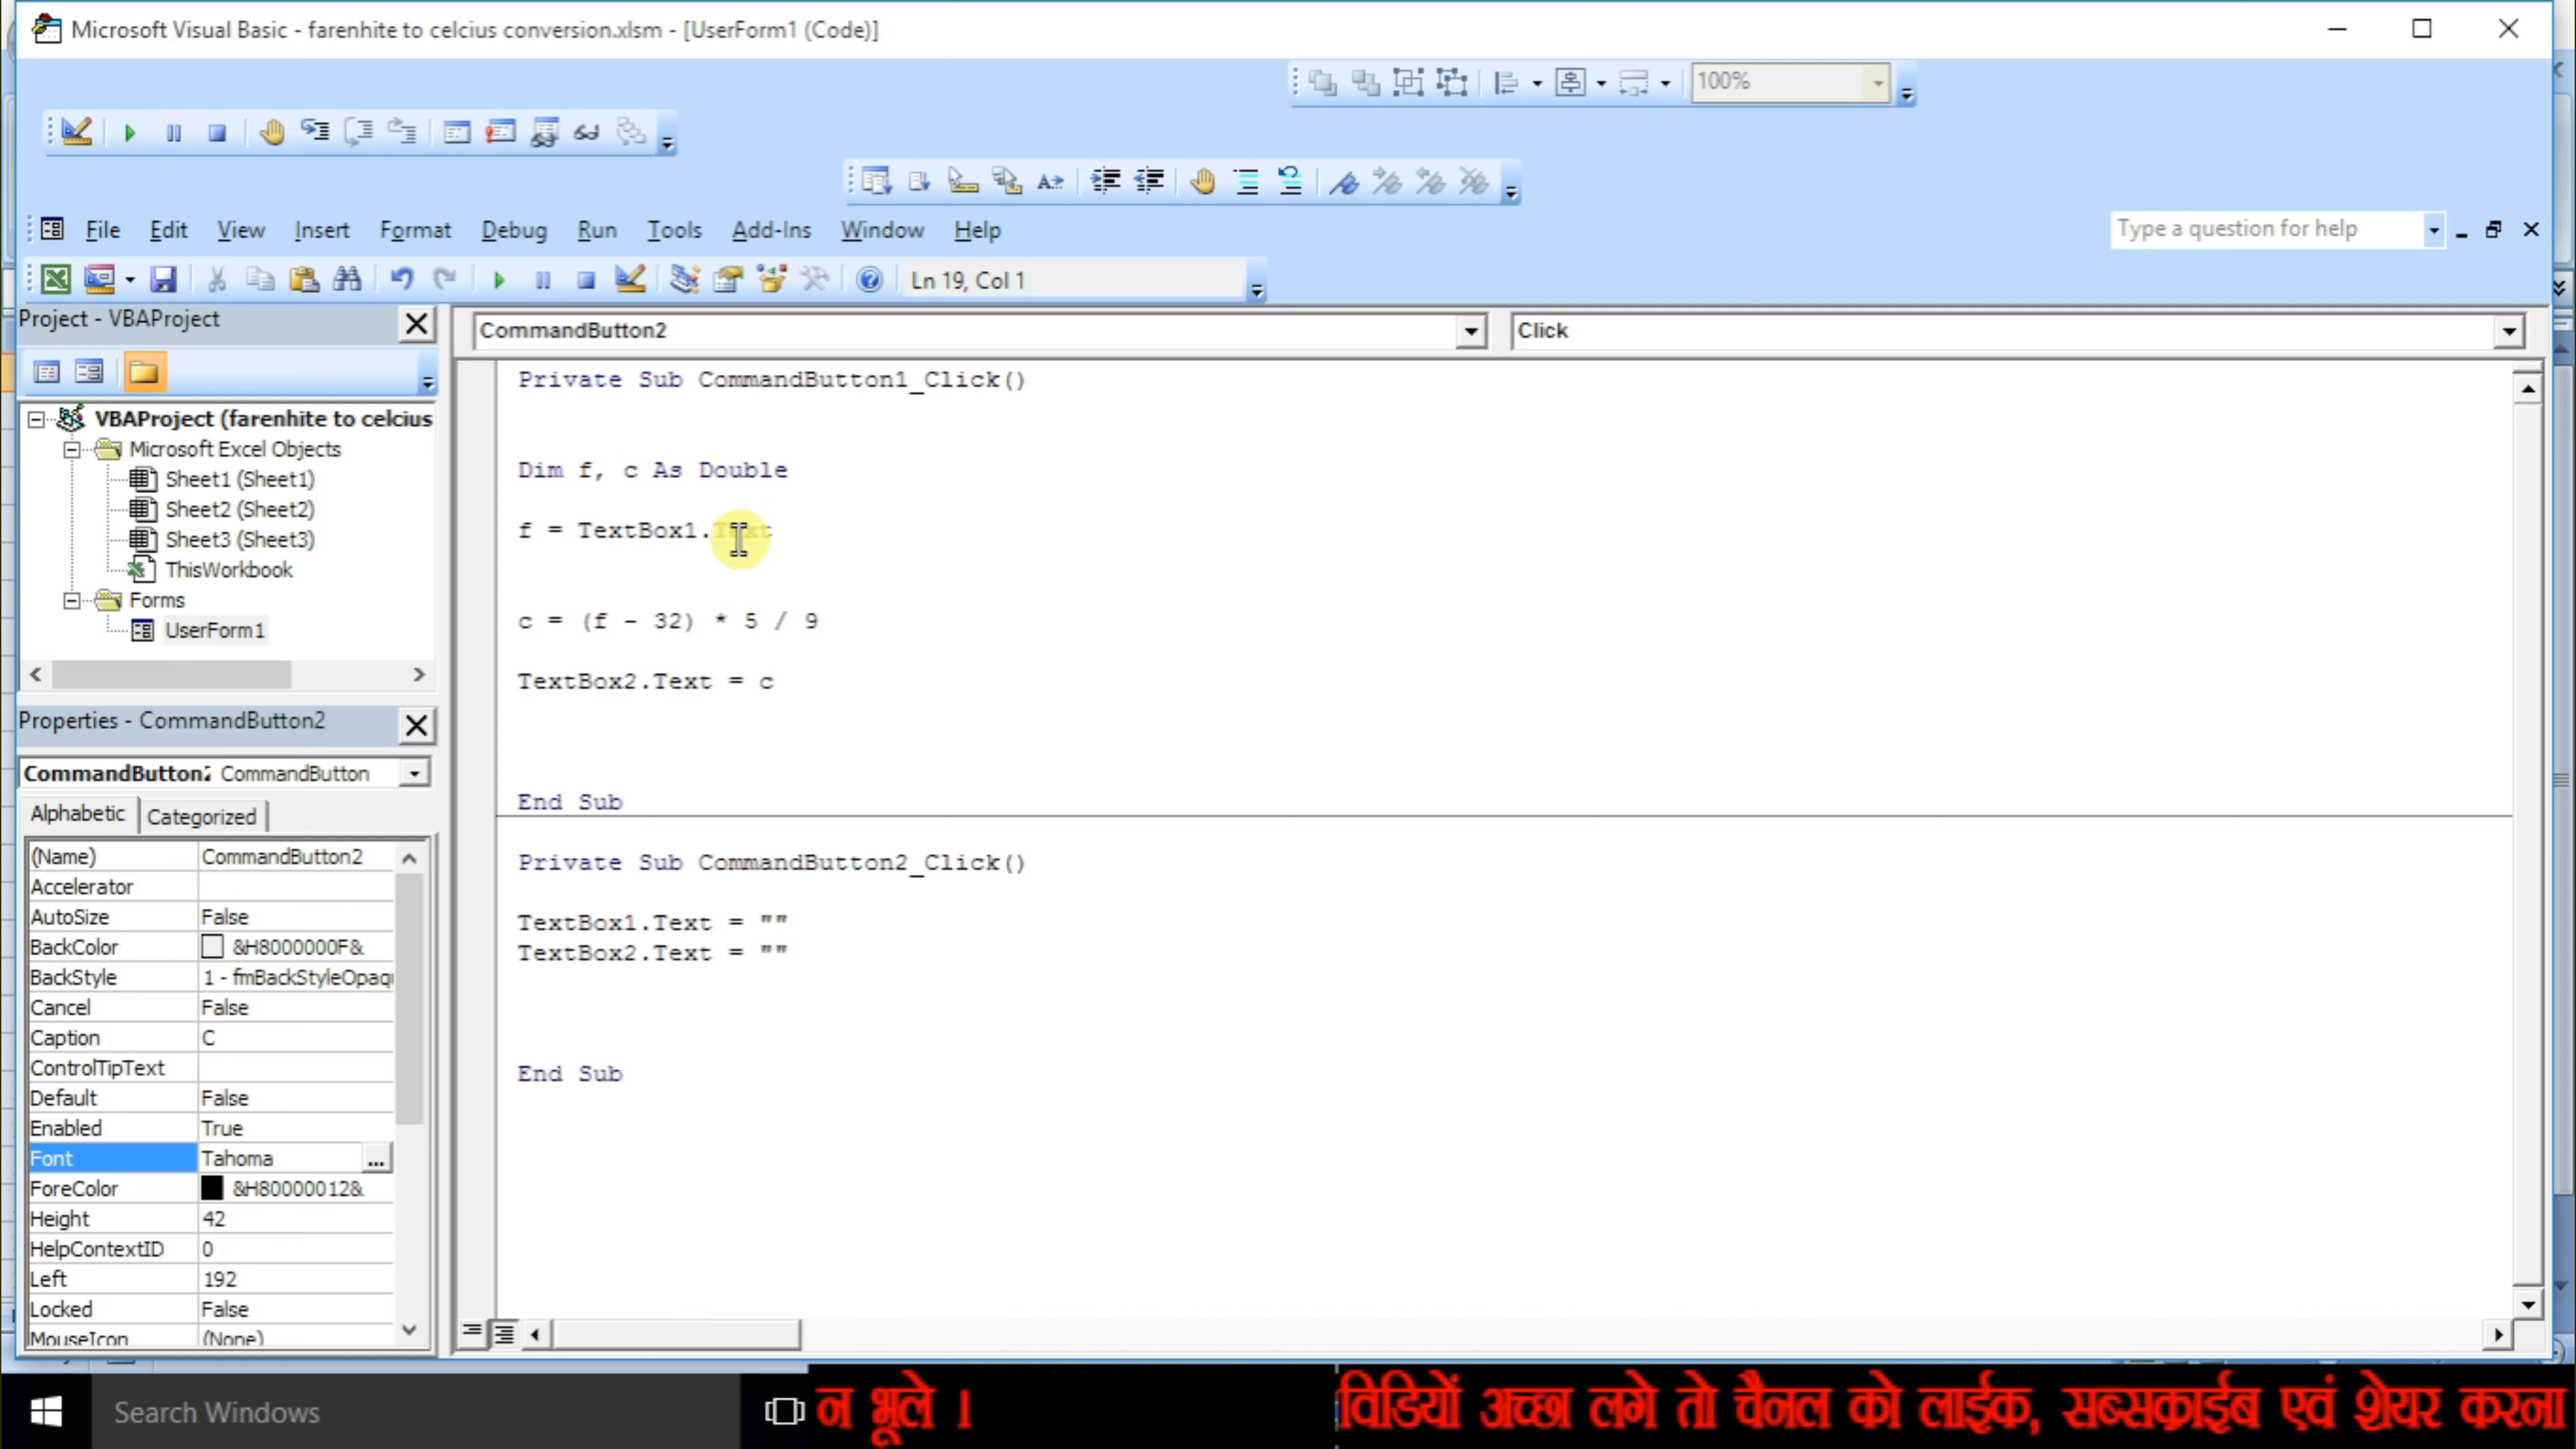 Microsoft Visual Basic - farenhite to celcius conversion.xlsm - [UserForm1 (Code)]
100%
File Edit View Insert Format Debug Run Tools Add-Ins Window Help
Type a question for help
Ln 19, Col 1
Project - VBAProject
VBAProject (farenhite to celcius
Microsoft Excel Objects
Sheet1 (Sheet1)
Sheet2 (Sheet2)
Sheet3 (Sheet3)
ThisWorkbook
Forms
UserForm1
Properties - CommandButton2
CommandButton2 CommandButton
Alphabetic Categorized
(Name) CommandButton2
Accelerator
AutoSize False
BackColor &H8000000F&
BackStyle 1 - fmBackStyleOpaq
Cancel False
Caption C
ControlTipText
Default False
Enabled True
Font Tahoma ...
ForeColor &H80000012&
Height 42
HelpContextID 0
Left 192
Locked False
MouseIcon (None)
CommandButton2
Click
Private Sub CommandButton1_Click()
Dim f, c As Double
f = TextBox1.Text
c = (f - 32) * 5 / 9
TextBox2.Text = c
End Sub
Private Sub CommandButton2_Click()
TextBox1.Text = ""
TextBox2.Text = ""
End Sub
Search Windows
न भूले ।
विडियों अच्छा लगे तो चैनल को लाईक, सब्सक्राईब एवं शेयर करना